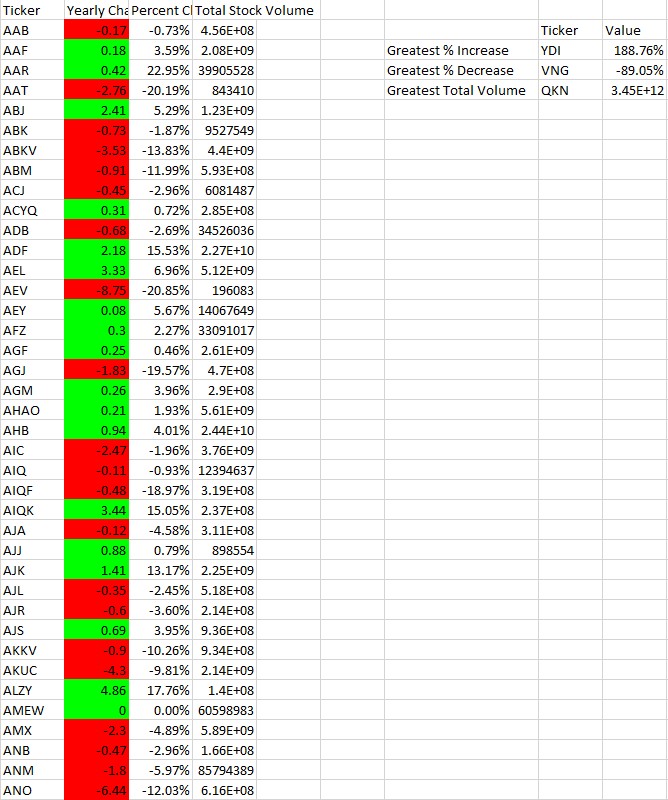 Ticker Yearly Cha Percent Cl Total Stock Volume
AAB -0.17 -0.73% 4.56E+08 Ticker Value
AAF 0.18 3.59% 2.08E+09 Greatest % Increase YDI 188.76%
AAR 0.42 22.95% 39905528 Greatest % Decrease VNG -89.05%
AAT -2.76 -20.19% 843410 Greatest Total Volume QKN 3.45E+12
ABJ 2.41 5.29% 1.23E+09
ABK -0.73 -1.87% 9527549
ABKV -3.53 -13.83% 4.4E+09
ABM -0.91 -11.99% 5.93E+08
ACJ -0.45 -2.96% 6081487
ACYQ 0.31 0.72% 2.85E+08
ADB -0.68 -2.69% 34526036
ADF 2.18 15.53% 2.27E+10
AEL 3.33 6.96% 5.12E+09
AEV -8.75 -20.85% 196083
AEY 0.08 5.67% 14067649
AFZ 0.3 2.27% 33091017
AGF 0.25 0.46% 2.61E+09
AGJ -1.83 -19.57% 4.7E+08
AGM 0.26 3.96% 2.9E+08
AHAO 0.21 1.93% 5.61E+09
AHB 0.94 4.01% 2.44E+10
AIC -2.47 -1.96% 3.76E+09
AIQ -0.11 -0.93% 12394637
AIQF -0.48 -18.97% 3.19E+08
AIQK 3.44 15.05% 2.37E+08
AJA -0.12 -4.58% 3.11E+08
AJJ 0.88 0.79% 898554
AJK 1.41 13.17% 2.25E+09
AJL -0.35 -2.45% 5.18E+08
AJR -0.6 -3.60% 2.14E+08
AJS 0.69 3.95% 9.36E+08
AKKV -0.9 -10.26% 9.34E+08
AKUC -4.3 -9.81% 2.14E+09
ALZY 4.86 17.76% 1.4E+08
AMEW 0 0.00% 60598983
AMX -2.3 -4.89% 5.89E+09
ANB -0.47 -2.96% 1.66E+08
ANM -1.8 -5.97% 85794389
ANO -6.44 -12.03% 6.16E+08